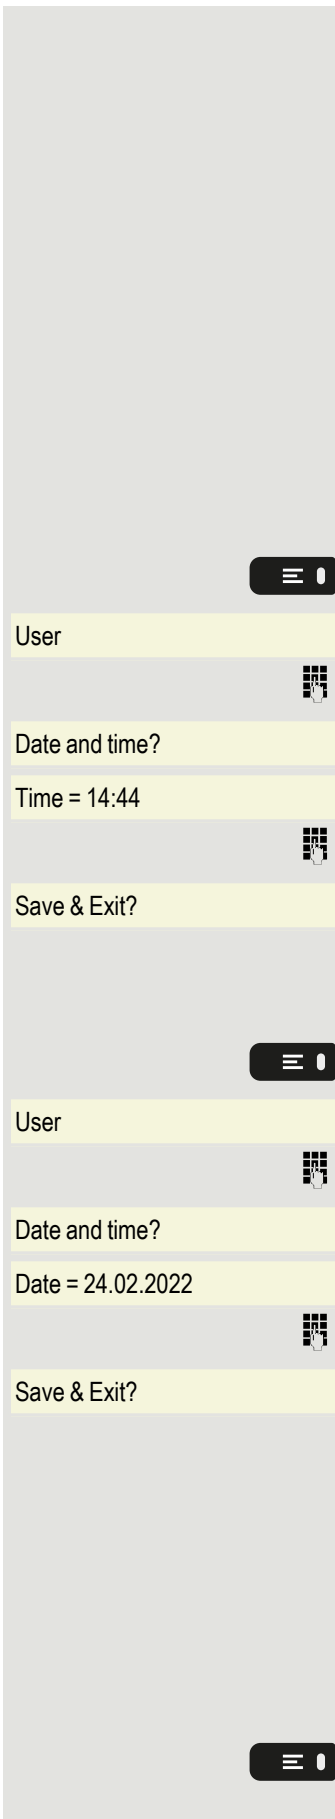 User
Date and time?
Time = 14:44
Save & Exit?
User
Date and time?
Date = 24.02.2022
Save & Exit?